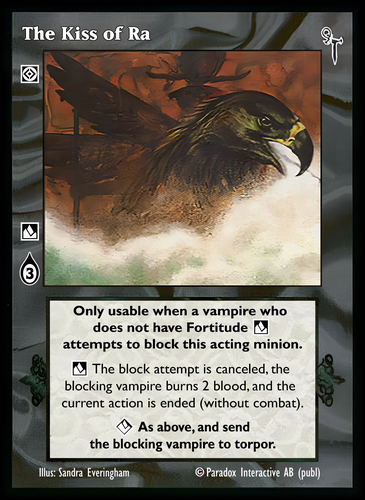 The Kiss of Ra
3
Only usable when a vampire who
does not have Fortitude
attempts to block this acting minion.
The block attempt is canceled, the
blocking vampire burns 2 blood, and the
current action is ended (without combat).
As above, and send
the blocking vampire to torpor.
Illus: Sandra Everingham © Paradox Interactive AB (publ)